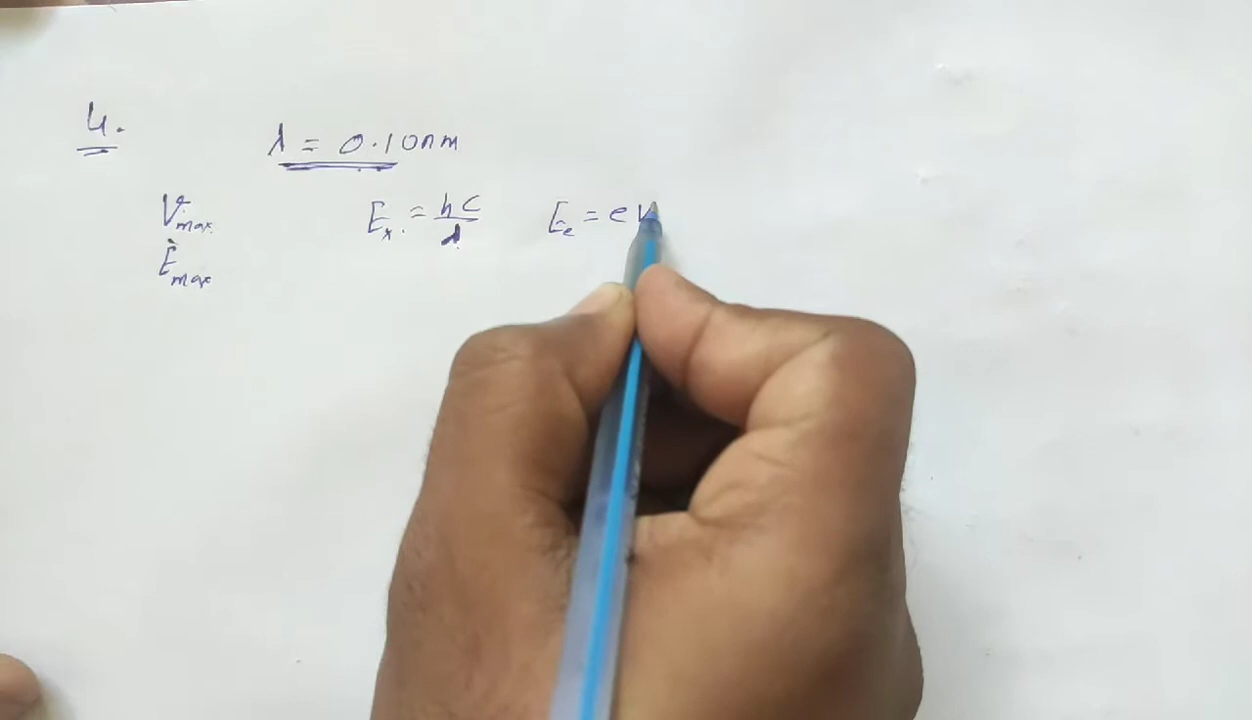 4.
λ = 0.10nm
V_max
E_x = hc/λ E_e = eV
E_max